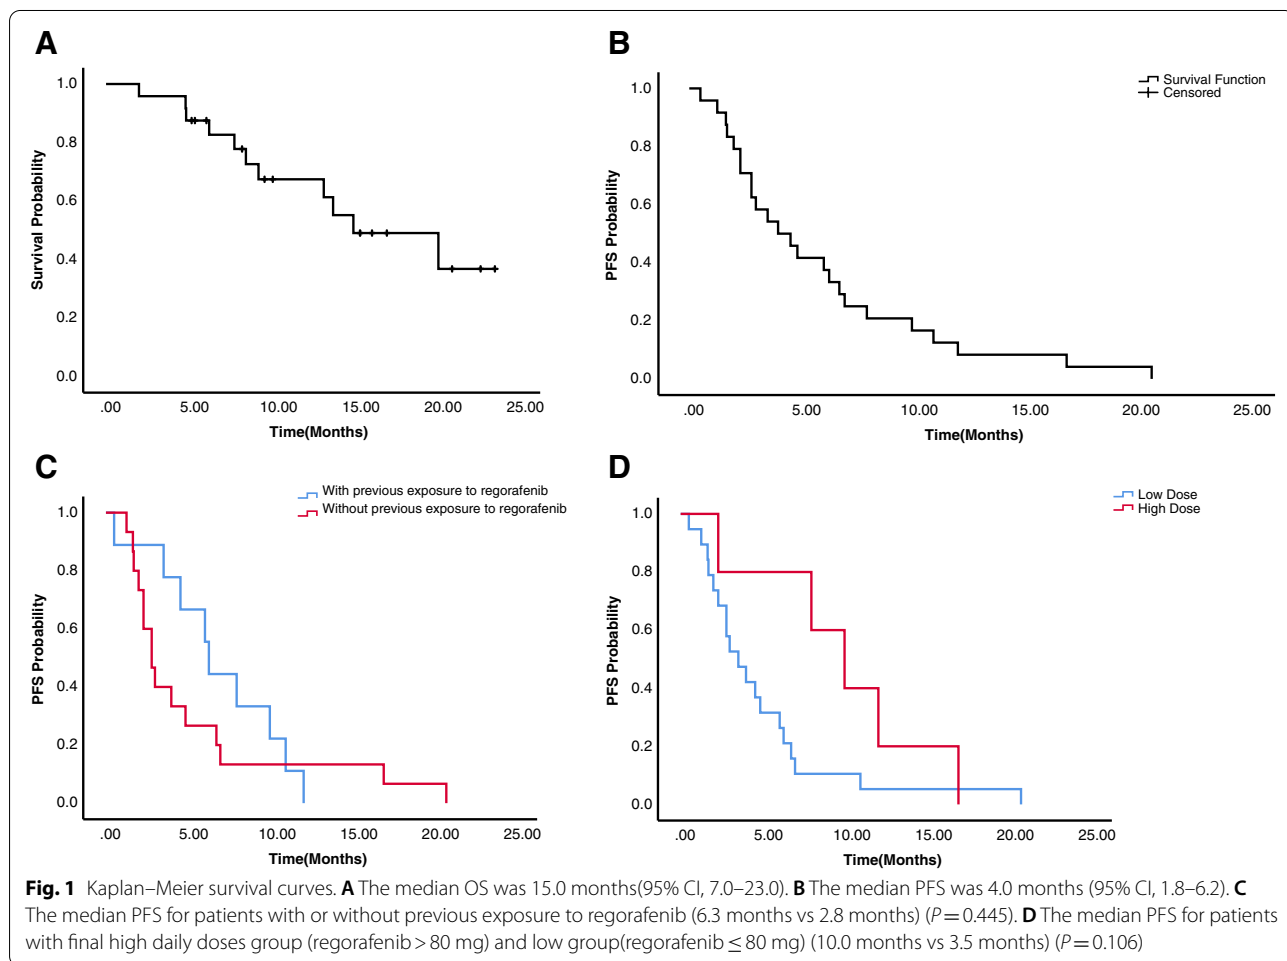 A
1.0
0.8
0.6
0.4
0.2
0.0
Survival Probability
.00 5.00 10.00 15.00 20.00 25.00
Time(Months)
B
Survival Function
Censored
1.0
0.8
0.6
0.4
0.2
0.0
PFS Probability
.00 5.00 10.00 15.00 20.00 25.00
Time(Months)
C
With previous exposure to regorafenib
Without previous exposure to regorafenib
1.0
0.8
0.6
0.4
0.2
0.0
PFS Probability
.00 5.00 10.00 15.00 20.00 25.00
Time(Months)
D
Low Dose
High Dose
1.0
0.8
0.6
0.4
0.2
0.0
PFS Probability
.00 5.00 10.00 15.00 20.00 25.00
Time(Months)
Fig. 1 Kaplan–Meier survival curves. A The median OS was 15.0 months(95% CI, 7.0–23.0). B The median PFS was 4.0 months (95% CI, 1.8–6.2). C
The median PFS for patients with or without previous exposure to regorafenib (6.3 months vs 2.8 months) (P = 0.445). D The median PFS for patients
with final high daily doses group (regorafenib > 80 mg) and low group(regorafenib ≤ 80 mg) (10.0 months vs 3.5 months) (P = 0.106)